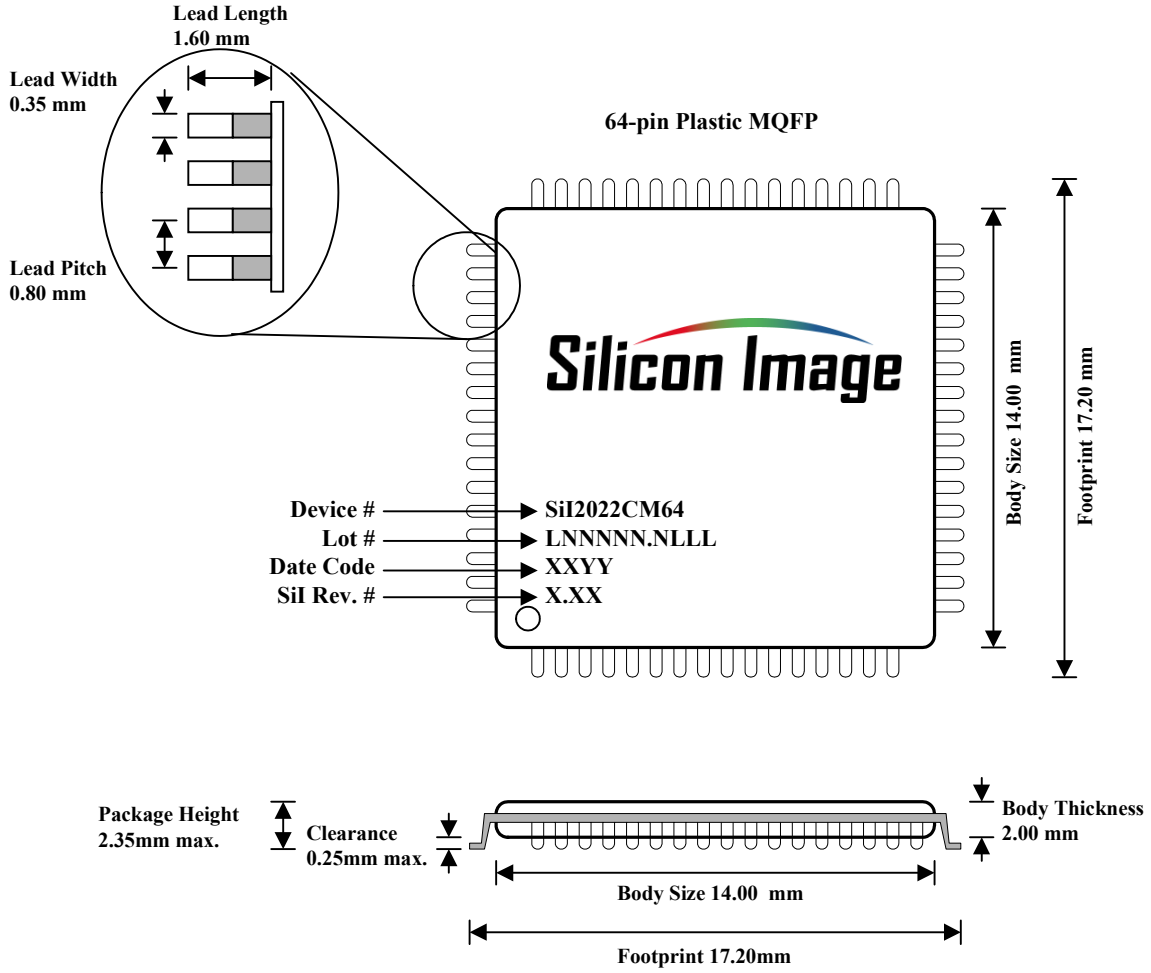 Lead Length
1.60 mm
Lead Width
0.35 mm
64-pin Plastic MQFP
Lead Pitch
0.80 mm
Silicon Image
Body Size 14.00 mm
Footprint 17.20 mm
Device # SiI2022CM64
Lot # LNNNNN.NLLL
Date Code XXYY
SiI Rev. # X.XX
Package Height
2.35mm max.
Clearance
0.25mm max.
Body Thickness
2.00 mm
Body Size 14.00 mm
Footprint 17.20mm